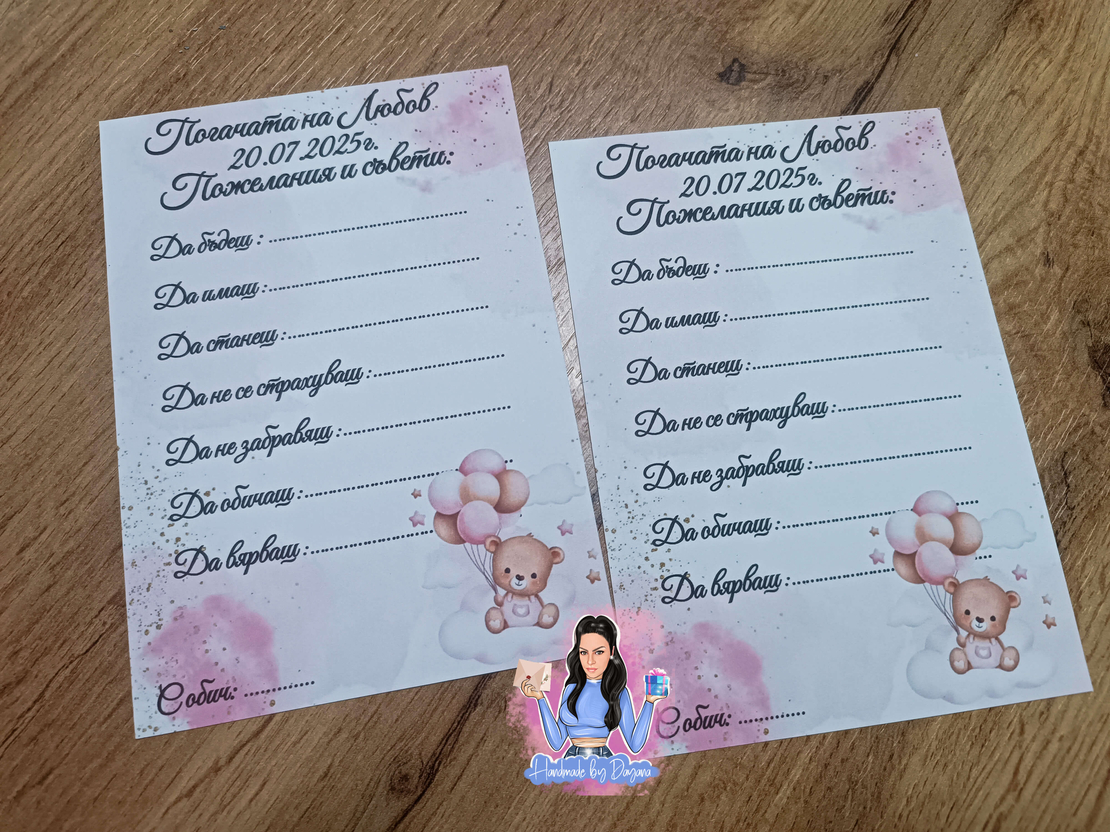 Погачата на Любов
20.07.2025г.
Пожелания и съвети:
Да бъдеш : ........................................
Да имаш :...........................................
Да станеш :........................................
Да не се страхуваш :..........................
Да не забравяш :.................................
Да обичаш :...............................
Да вярваш :.........................
С обич: .............
Погачата на Любов
20.07.2025г.
Пожелания и съвети:
Да бъдеш : ........................................
Да имаш :...........................................
Да станеш :........................................
Да не се страхуваш :..........................
Да не забравяш :.................................
Да обичаш :...............................
Да вярваш :.........................
С обич: .............
Handmade by Dayana